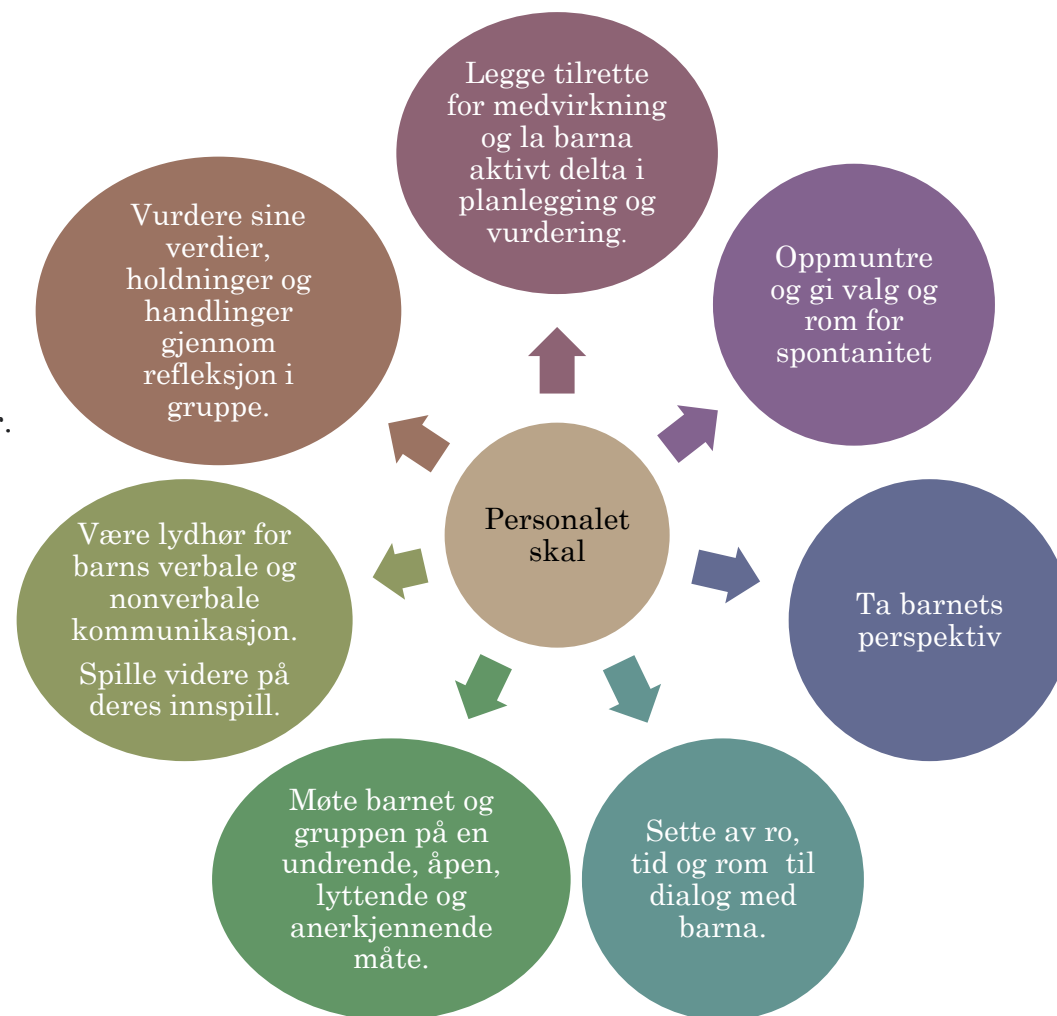 Legge tilrette
for medvirkning
og la barna
aktivt delta i
planlegging og
vurdering.
Oppmuntre
og gi valg og
rom for
spontanitet
Ta barnets
perspektiv
Sette av ro,
tid og rom  til
dialog med
barna.
Møte barnet og
gruppen på en
undrende, åpen,
lyttende og
anerkjennende
måte.
Være lydhør for
barns verbale og
nonverbale
kommunikasjon.
Spille videre på
deres innspill.
Vurdere sine
verdier,
holdninger og
handlinger
gjennom
refleksjon i
gruppe.
Personalet
skal